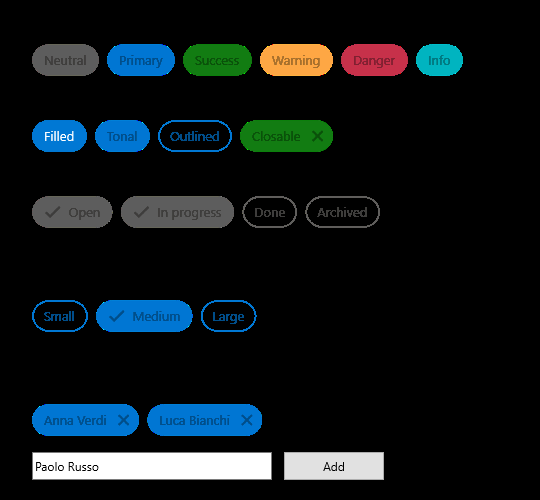 Neutral Primary Success Warning Danger Info
Filled Tonal Outlined Closable
Open In progress Done Archived
Small Medium Large
Anna Verdi Luca Bianchi
Paolo Russo Add